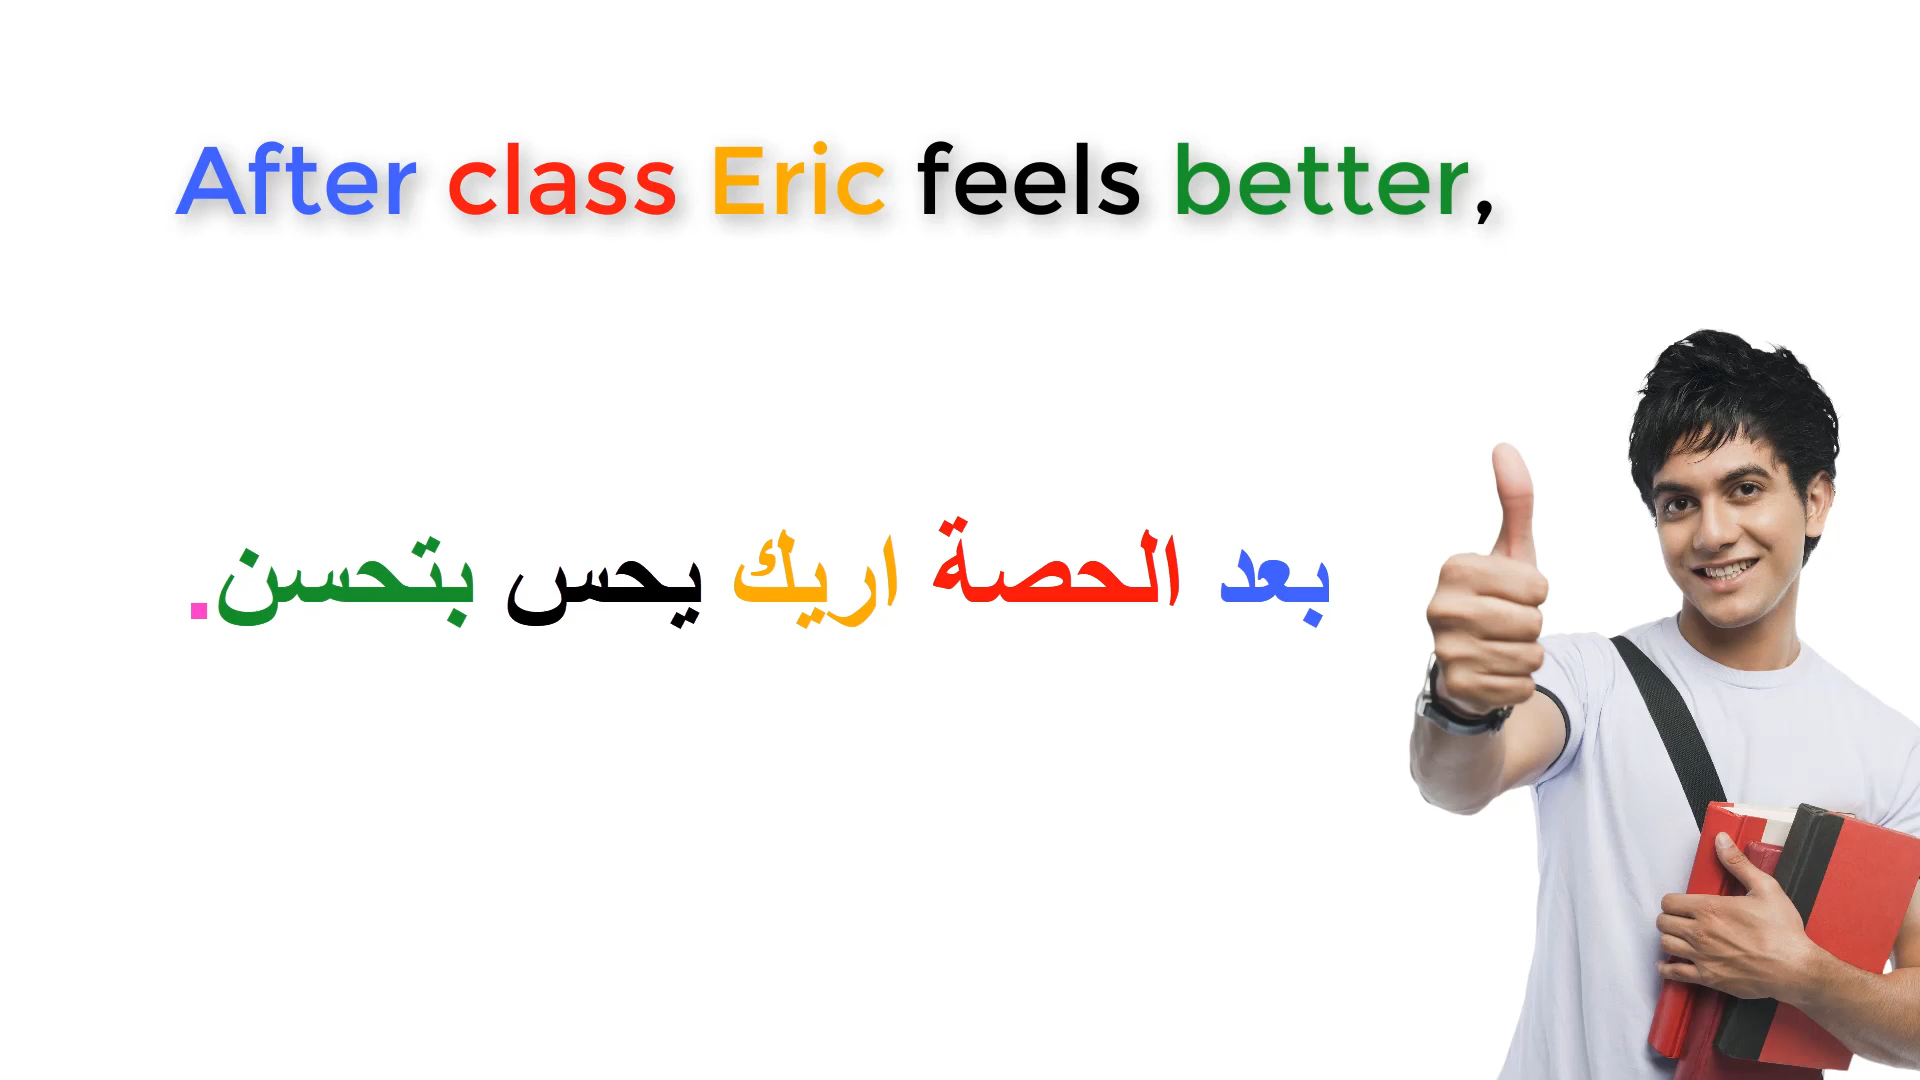 After class Eric feels better,
بعد الحصة اريك يحس بتحسن.